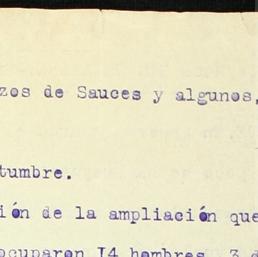 zos de Sauces y algunos,
tumbre.
ión de la ampliación que
ocuparon I4 hombres, 3 d